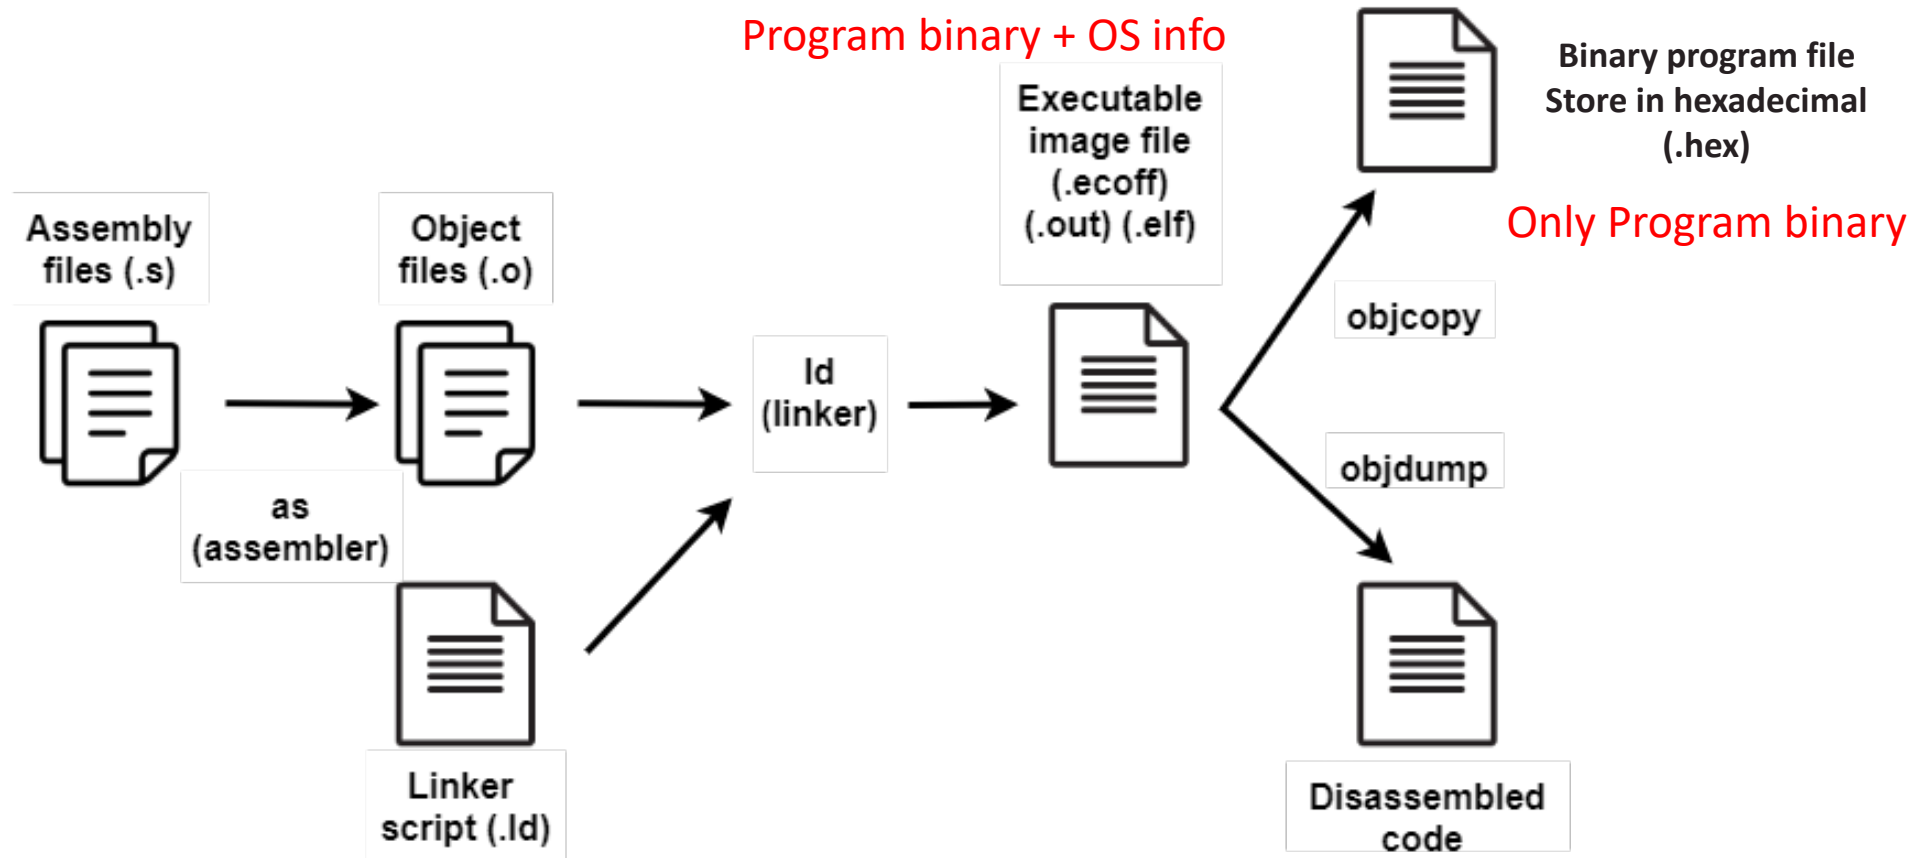 Program binary + OS info
Executable
image file
(.ecoff)
(.out) (.elf)
Binary program file
Store in hexadecimal
(.hex)
Only Program binary
Assembly
files (.s)
Object
files (.o)
objcopy
ld
(linker)
objdump
as
(assembler)
Linker
script (.ld)
Disassembled
code